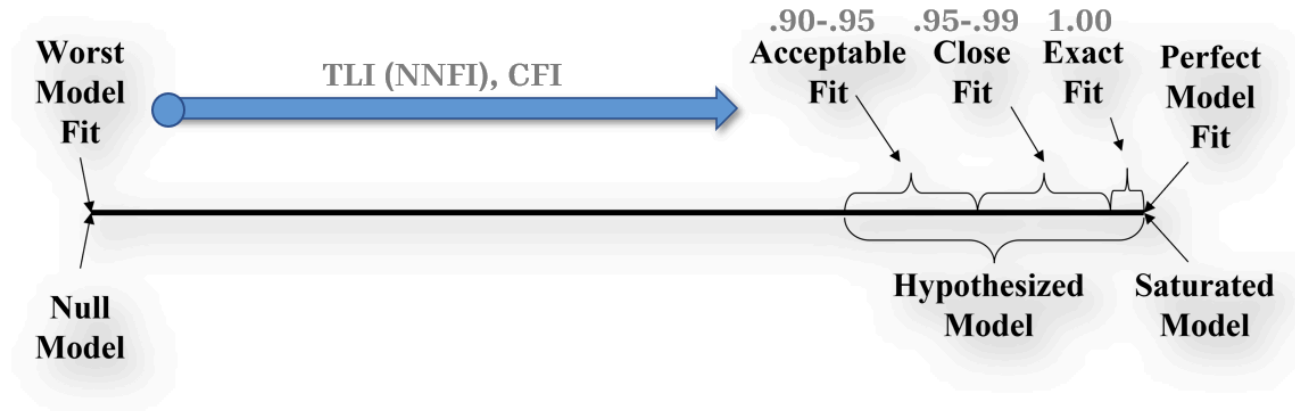 Worst
Model
Fit
TLI (NNFI), CFI
.90-.95
Acceptable
Fit
.95-.99
Close
Fit
1.00
Exact
Fit
Perfect
Model
Fit
Null
Model
Hypothesized
Model
Saturated
Model